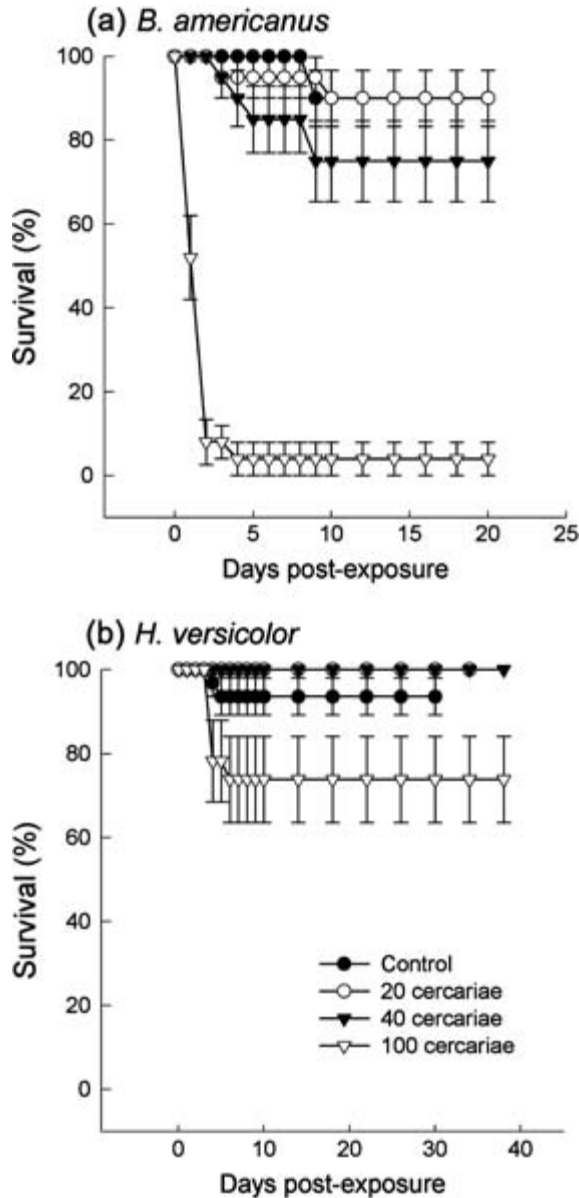 (a) B. americanus
100
80
60
40
20
0
Survival (%)
0 5 10 15 20 25
Days post-exposure
(b) H. versicolor
100
80
60
40
20
0
Survival (%)
Control
20 cercariae
40 cercariae
100 cercariae
0 10 20 30 40
Days post-exposure